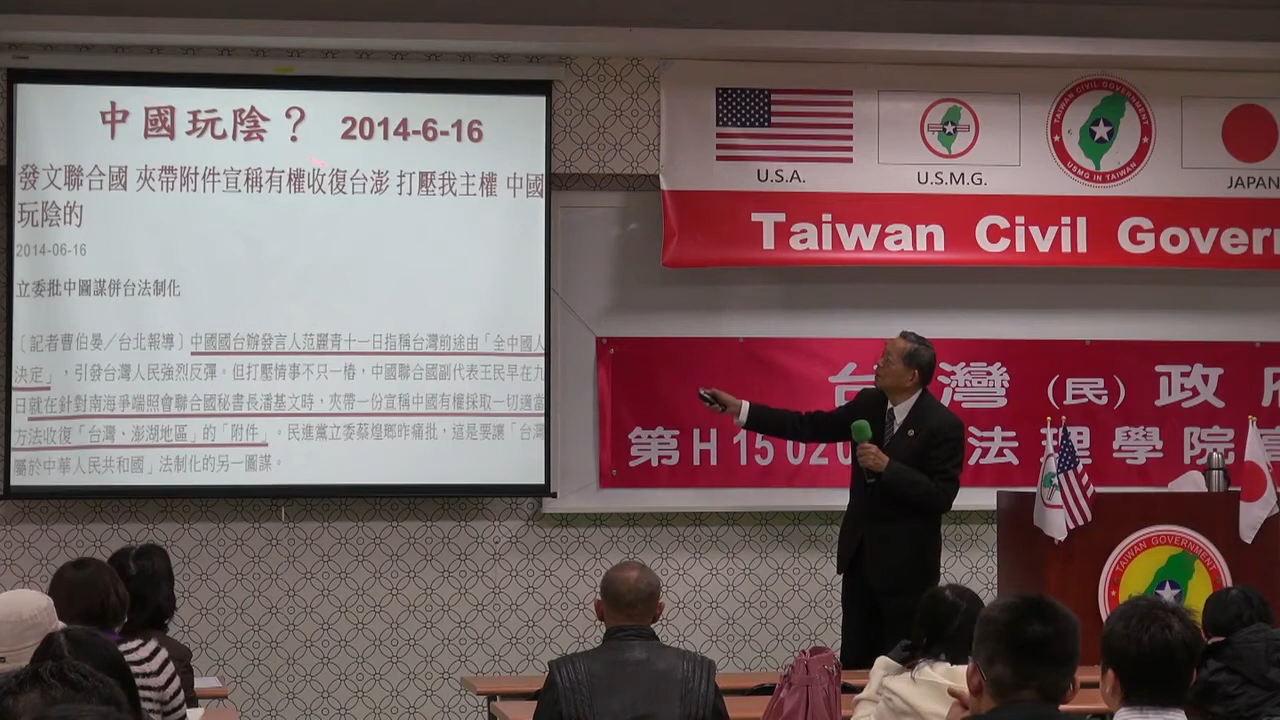 中國玩陰？ 2014-6-16
發文聯合國 夾帶附件宣稱有權收復台澎 打壓我主權 中國
玩陰的
2014-06-16
立委批中圖謀併台法制化
〔記者曹伯晏／台北報導〕中國國台辦發言人范麗青十一日指稱台灣前途由「全中國人
決定」，引發台灣人民強烈反彈。但打壓情事不只一樁，中國聯合國副代表王民早在九
日就在針對南海爭端照會聯合國秘書長潘基文時，夾帶一份宣稱中國有權採取一切適當
方法收復「台灣、澎湖地區」的「附件」。民進黨立委蔡煌瑯昨痛批，這是要讓「台灣
屬於中華人民共和國」法制化的另一圖謀。
U.S.A.
U.S.M.G.
TAIWAN CIVIL GOVERNMENT
USMG IN TAIWAN
JAPAN
Taiwan Civil Govern
台灣（民）政府
第H15020 法理學院
TAIWAN GOVERNMENT